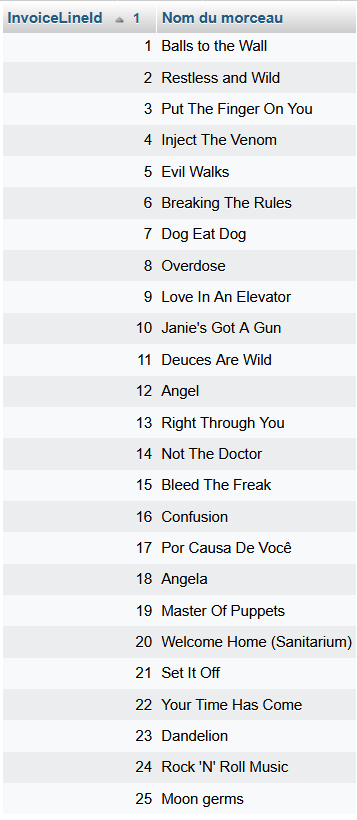 InvoiceLineId 1 Nom du morceau
1 Balls to the Wall
2 Restless and Wild
3 Put The Finger On You
4 Inject The Venom
5 Evil Walks
6 Breaking The Rules
7 Dog Eat Dog
8 Overdose
9 Love In An Elevator
10 Janie's Got A Gun
11 Deuces Are Wild
12 Angel
13 Right Through You
14 Not The Doctor
15 Bleed The Freak
16 Confusion
17 Por Causa De Você
18 Angela
19 Master Of Puppets
20 Welcome Home (Sanitarium)
21 Set It Off
22 Your Time Has Come
23 Dandelion
24 Rock 'N' Roll Music
25 Moon germs